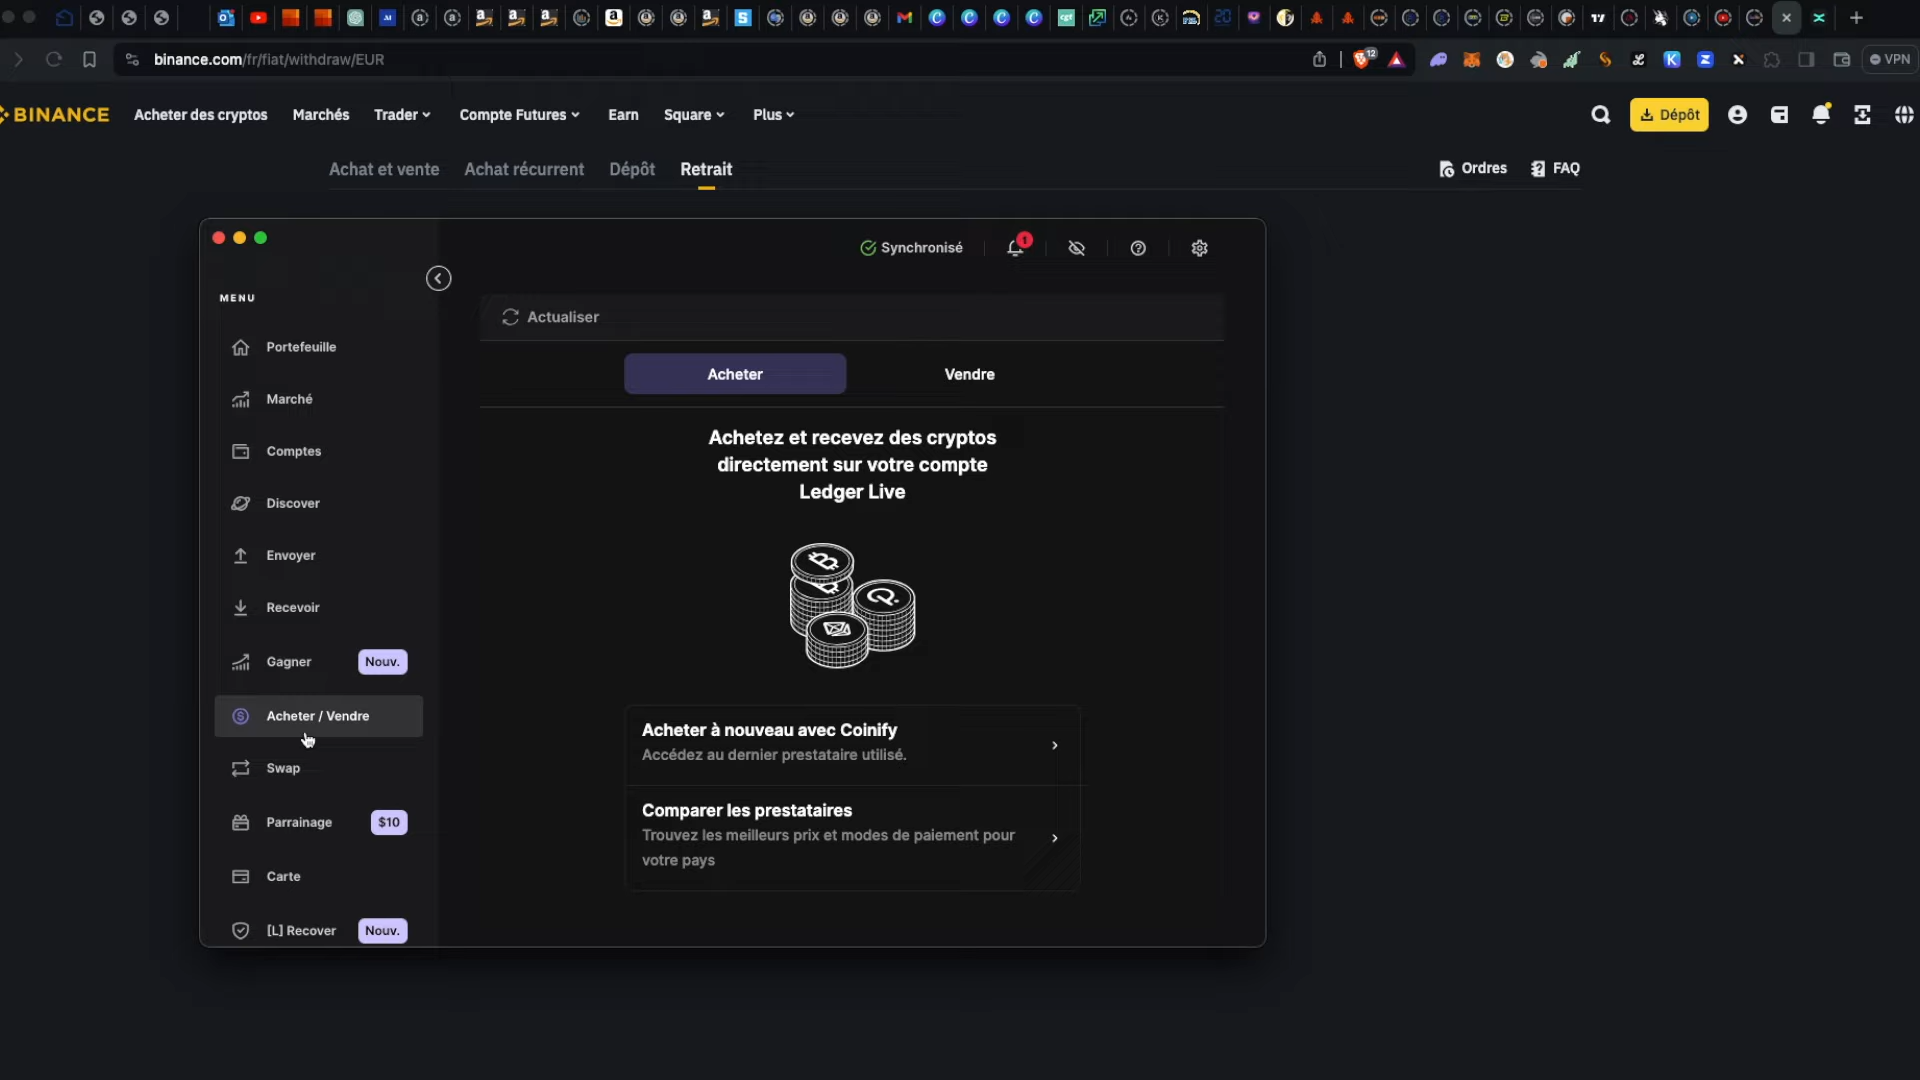 binance.com/fr/fiat/withdraw/EUR
12
VPN
BINANCE
Acheter des cryptos
Marchés
Trader
Compte Futures
Earn
Square
Plus
Dépôt
Achat et vente
Achat récurrent
Dépôt
Retrait
Ordres
FAQ
Synchronisé
1
MENU
Portefeuille
Marché
Comptes
Discover
Envoyer
Recevoir
Gagner
Nouv.
Acheter / Vendre
Swap
Parrainage
$10
Carte
[L] Recover
Nouv.
Actualiser
Acheter
Vendre
Achetez et recevez des cryptos
directement sur votre compte
Ledger Live
Acheter à nouveau avec Coinify
Accédez au dernier prestataire utilisé.
Comparer les prestataires
Trouvez les meilleurs prix et modes de paiement pour
votre pays